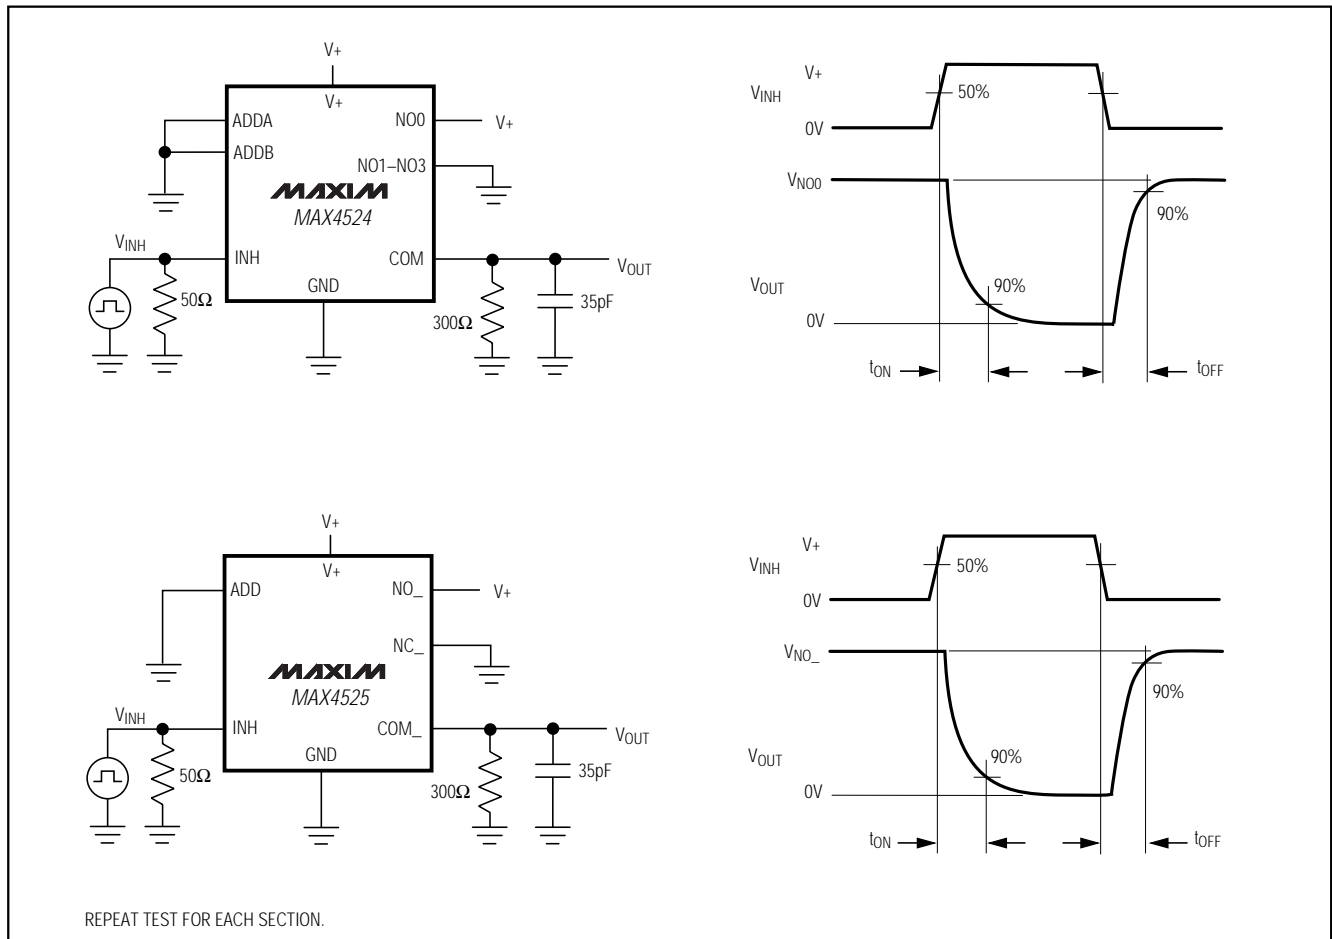 V+
V+
ADDA
ADDB
NO0
V+
NO1–NO3
MAXIM
MAX4524
VINH
INH
COM
VOUT
GND
50Ω
300Ω
35pF
V+
VINH
50%
0V
VNO0
90%
VOUT
90%
0V
tON
tOFF
V+
V+
ADD
NO_
V+
NC_
MAXIM
MAX4525
VINH
INH
COM_
VOUT
GND
50Ω
300Ω
35pF
V+
VINH
50%
0V
VNO_
90%
VOUT
90%
0V
tON
tOFF
REPEAT TEST FOR EACH SECTION.